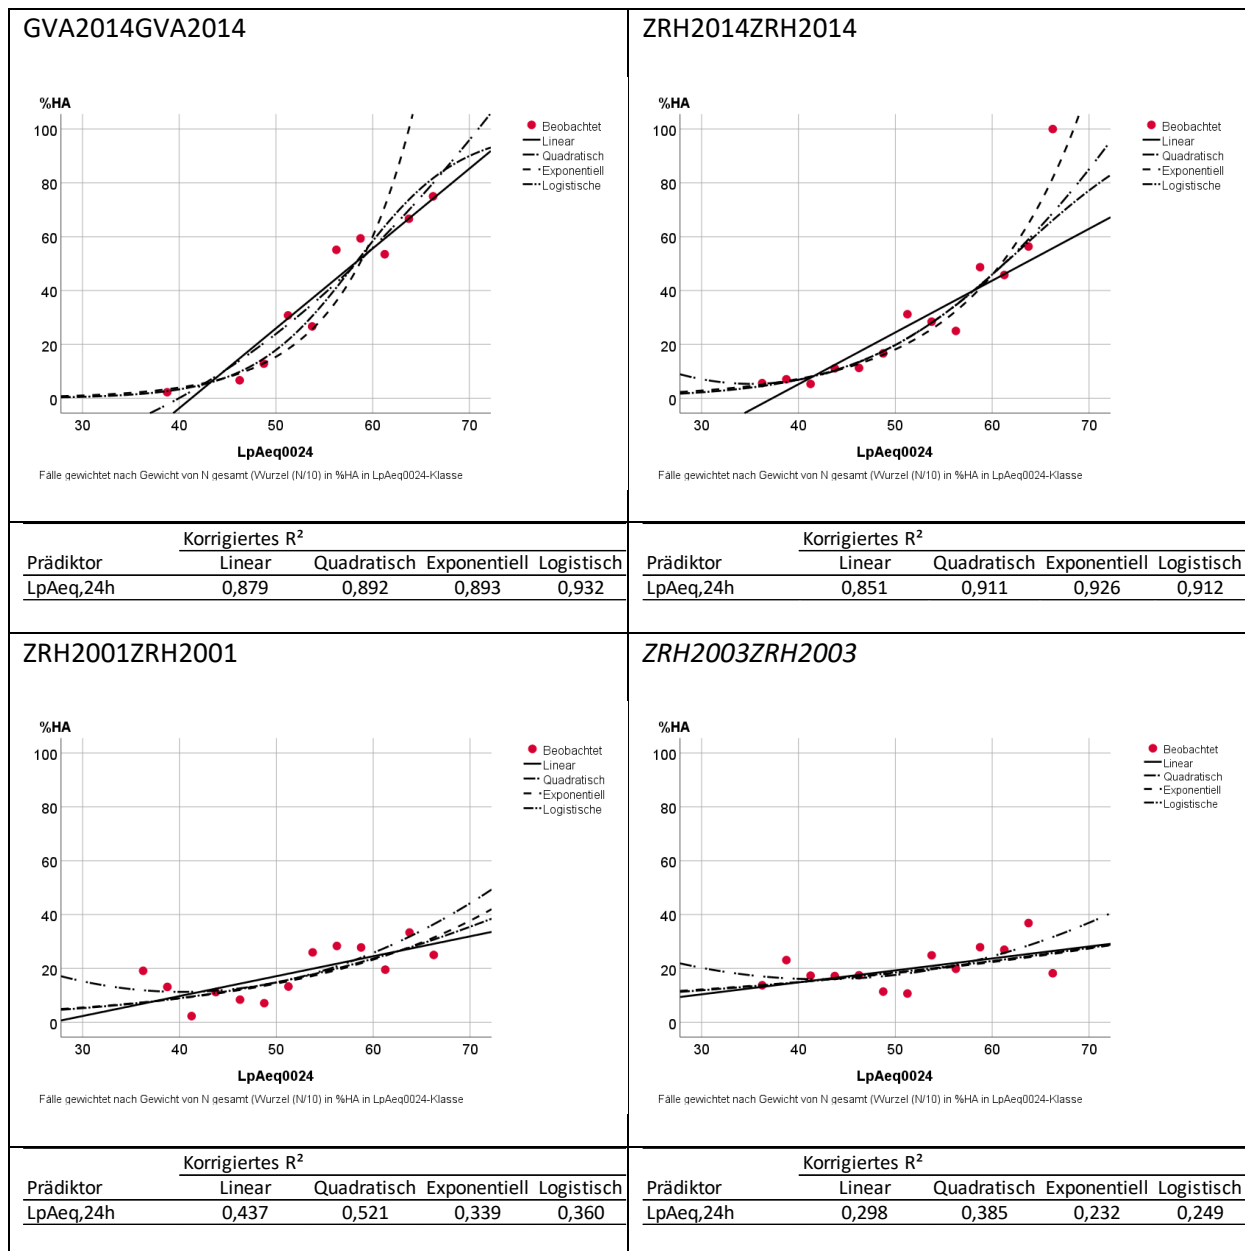 GVA2014GVA2014
%HA
100
80
60
40
20
0
30 40 50 60 70
LpAeq0024
Beobachtet
Linear
Quadratisch
Exponentiell
Logistische
Fälle gewichtet nach Gewicht von N gesamt (Wurzel (N/10) in %HA in LpAeq0024-Klasse
Korrigiertes R²
Prädiktor Linear Quadratisch Exponentiell Logistisch
LpAeq,24h 0,879 0,892 0,893 0,932
ZRH2014ZRH2014
%HA
100
80
60
40
20
0
30 40 50 60 70
LpAeq0024
Beobachtet
Linear
Quadratisch
Exponentiell
Logistische
Fälle gewichtet nach Gewicht von N gesamt (Wurzel (N/10) in %HA in LpAeq0024-Klasse
Korrigiertes R²
Prädiktor Linear Quadratisch Exponentiell Logistisch
LpAeq,24h 0,851 0,911 0,926 0,912
ZRH2001ZRH2001
%HA
100
80
60
40
20
0
30 40 50 60 70
LpAeq0024
Beobachtet
Linear
Quadratisch
Exponentiell
Logistische
Fälle gewichtet nach Gewicht von N gesamt (Wurzel (N/10) in %HA in LpAeq0024-Klasse
Korrigiertes R²
Prädiktor Linear Quadratisch Exponentiell Logistisch
LpAeq,24h 0,437 0,521 0,339 0,360
ZRH2003ZRH2003
%HA
100
80
60
40
20
0
30 40 50 60 70
LpAeq0024
Beobachtet
Linear
Quadratisch
Exponentiell
Logistische
Fälle gewichtet nach Gewicht von N gesamt (Wurzel (N/10) in %HA in LpAeq0024-Klasse
Korrigiertes R²
Prädiktor Linear Quadratisch Exponentiell Logistisch
LpAeq,24h 0,298 0,385 0,232 0,249